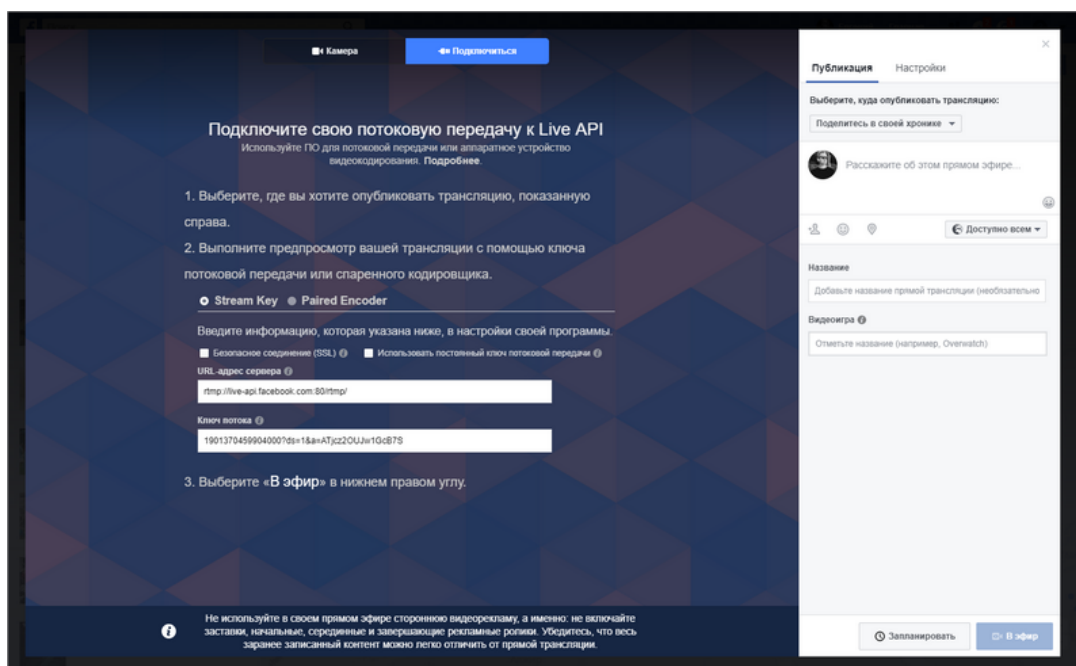 Камера
Подключиться
Подключите свою потоковую передачу к Live API
Используйте ПО для потоковой передачи или аппаратное устройство
видеокодирования. Подробнее.
1. Выберите, где вы хотите опубликовать трансляцию, показанную
справа.
2. Выполните предпросмотр вашей трансляции с помощью ключа
потоковой передачи или спаренного кодировщика.
Stream Key Paired Encoder
Введите информацию, которая указана ниже, в настройки своей программы.
Безопасное соединение (SSL) Использовать постоянный ключ потоковой передачи
URL-адрес сервера
rtmp://live-api.facebook.com:80/rtmp/
Ключ потока
1901370459904000?ds=1&a=ATjcz2OUJw1GcB7S
3. Выберите «В эфир» в нижнем правом углу.
Не используйте в своем прямом эфире стороннюю видеорекламу, а именно: не включайте
заставки, начальные, серединные и завершающие рекламные ролики. Убедитесь, что весь
заранее записанный контент можно легко отличить от прямой трансляции.
Публикация Настройки
Выберите, куда опубликовать трансляцию:
Поделитесь в своей хронике
Расскажите об этом прямом эфире...
Доступно всем
Название
Добавьте название прямой трансляции (необязательно
Видеоигра
Отметьте название (например, Overwatch)
Запланировать
В эфир